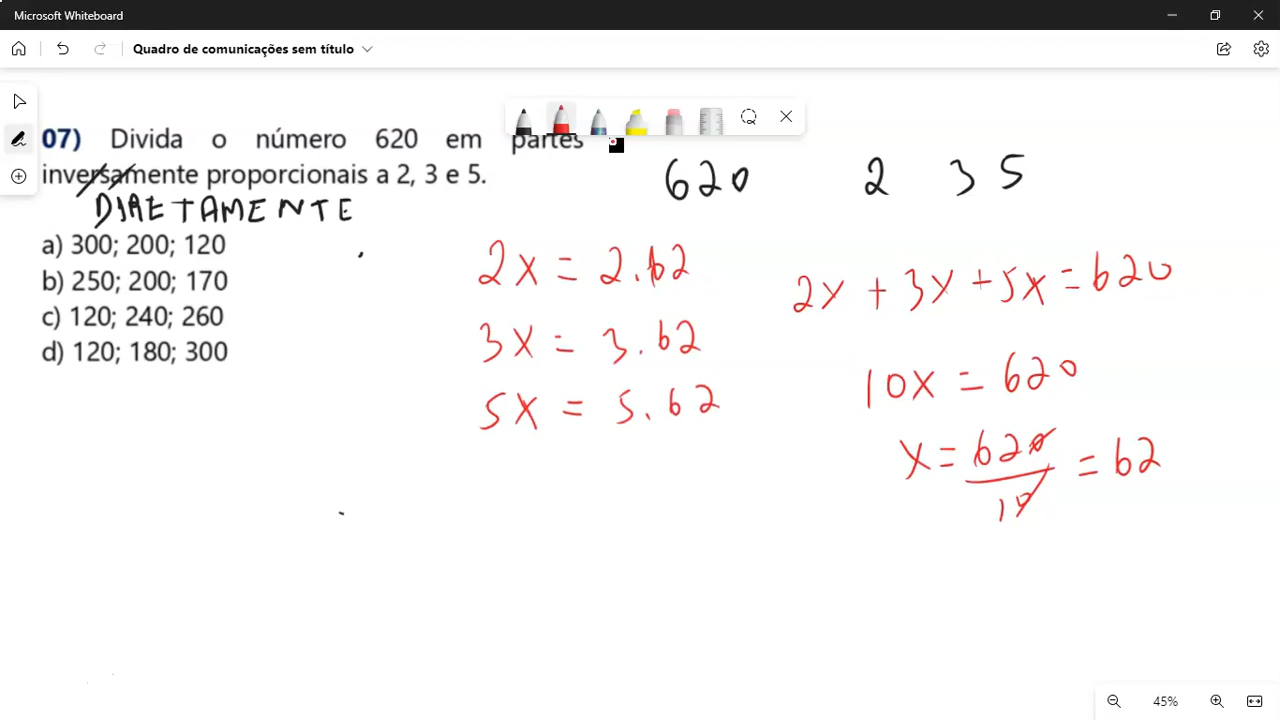 Microsoft Whiteboard
Quadro de comunicações sem título
07) Divida o número 620 em partes
inversamente proporcionais a 2, 3 e 5.
DIRETAMENTE
a) 300; 200; 120
b) 250; 200; 170
c) 120; 240; 260
d) 120; 180; 300
620 2 3 5
2x = 2.62
3x = 3.62
5x = 5.62
2x + 3x + 5x = 620
10x = 620
x = 620/10 = 62
45%